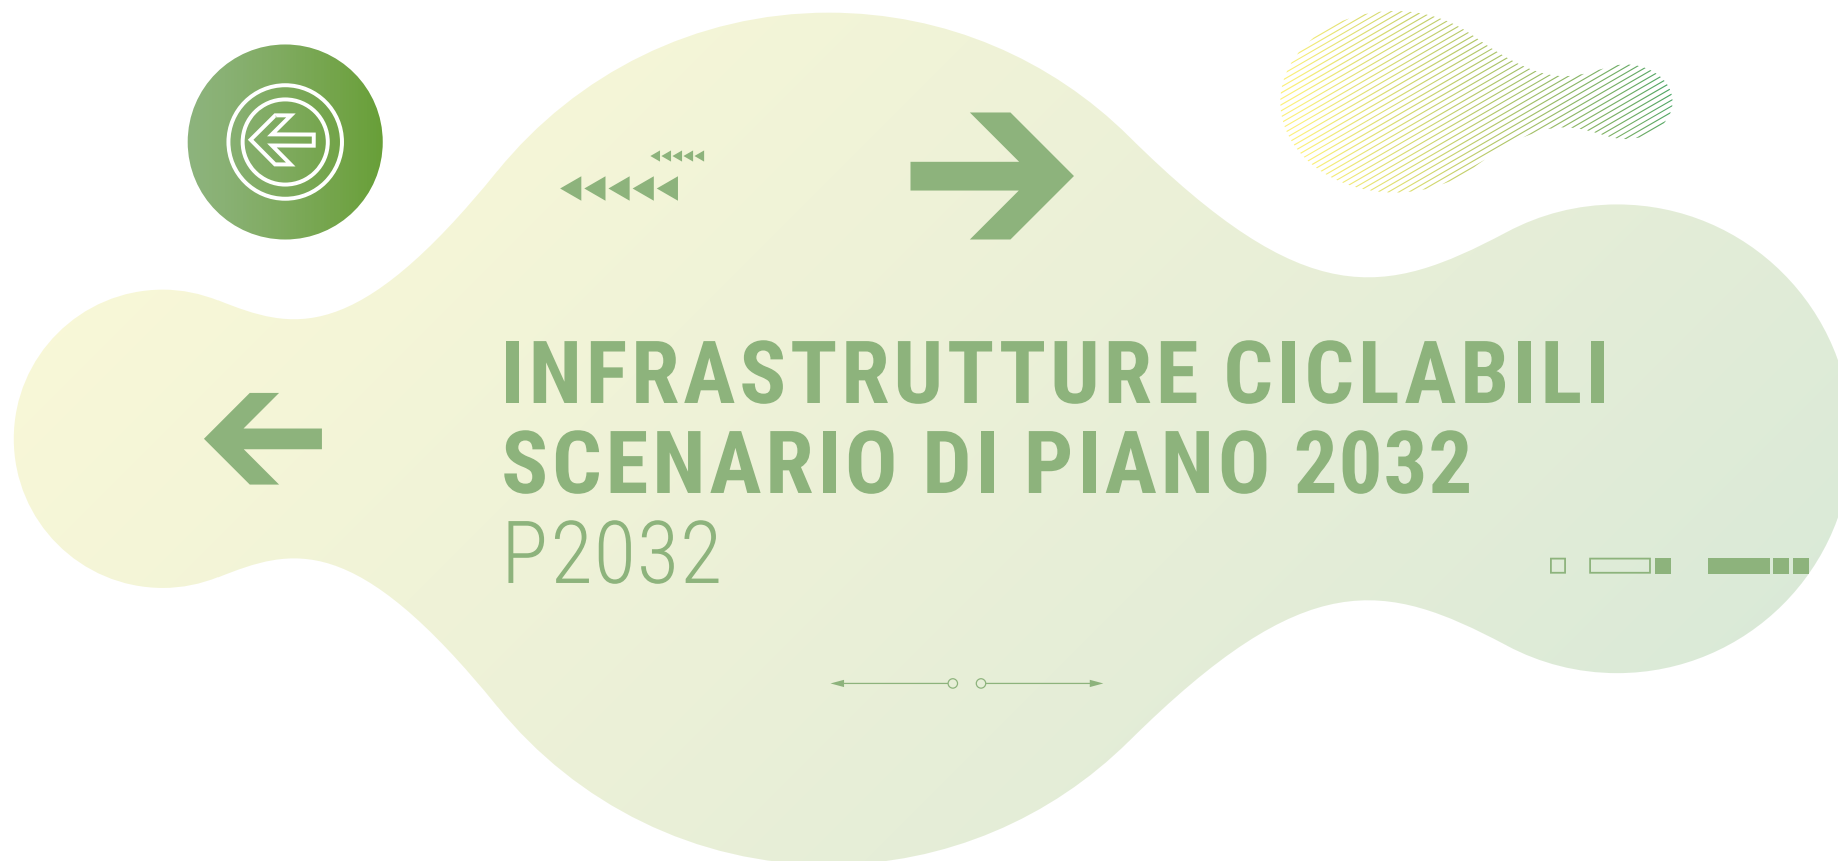 INFRASTRUTTURE CICLABILI
SCENARIO DI PIANO 2032
P2032